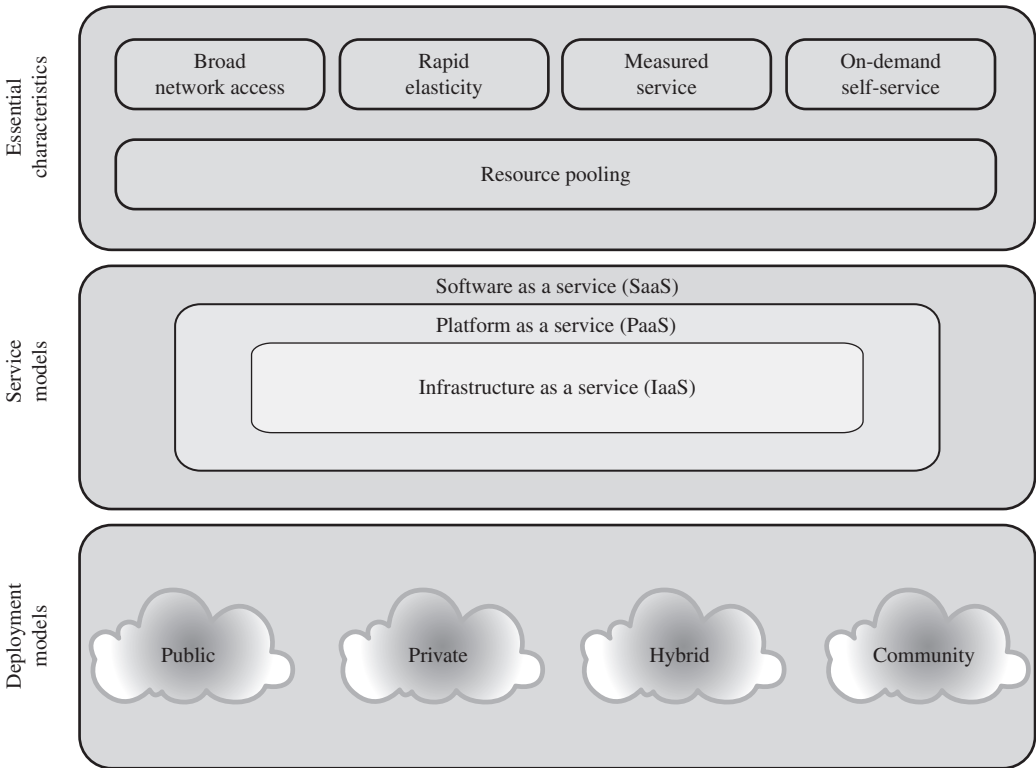 Essential
characteristics
Broad
network access
Rapid
elasticity
Measured
service
On-demand
self-service
Resource pooling
Service
models
Software as a service (SaaS)
Platform as a service (PaaS)
Infrastructure as a service (IaaS)
Deployment
models
Public
Private
Hybrid
Community